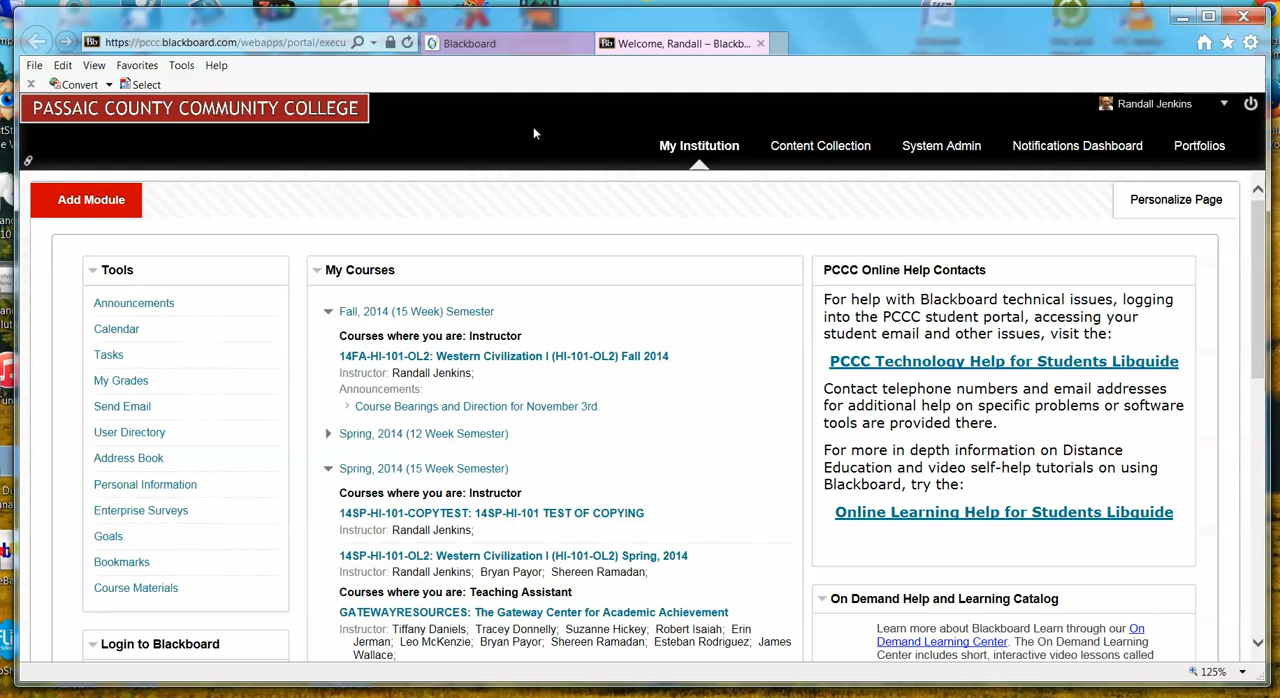 https://pccc.blackboard.com/webapps/portal/execu
Blackboard
Bb Welcome, Randall – Blackb...
File Edit View Favorites Tools Help
Convert Select
PASSAIC COUNTY COMMUNITY COLLEGE
Randall Jenkins
My Institution Content Collection System Admin Notifications Dashboard Portfolios
Add Module
Personalize Page
Tools
Announcements
Calendar
Tasks
My Grades
Send Email
User Directory
Address Book
Personal Information
Enterprise Surveys
Goals
Bookmarks
Course Materials
Login to Blackboard
My Courses
Fall, 2014 (15 Week) Semester
Courses where you are: Instructor
14FA-HI-101-OL2: Western Civilization I (HI-101-OL2) Fall 2014
Instructor: Randall Jenkins;
Announcements:
Course Bearings and Direction for November 3rd.
Spring, 2014 (12 Week Semester)
Spring, 2014 (15 Week Semester)
Courses where you are: Instructor
14SP-HI-101-COPYTEST: 14SP-HI-101 TEST OF COPYING
Instructor: Randall Jenkins;
14SP-HI-101-OL2: Western Civilization I (HI-101-OL2) Spring, 2014
Instructor: Randall Jenkins; Bryan Payor; Shereen Ramadan;
Courses where you are: Teaching Assistant
GATEWAYRESOURCES: The Gateway Center for Academic Achievement
Instructor: Tiffany Daniels; Tracey Donnelly; Suzanne Hickey; Robert Isaiah; Erin
Jerman; Leo McKenzie; Bryan Payor; Shereen Ramadan; Esteban Rodriguez; James
Wallace;
PCCC Online Help Contacts
For help with Blackboard technical issues, logging
into the PCCC student portal, accessing your
student email and other issues, visit the:
PCCC Technology Help for Students Libguide
Contact telephone numbers and email addresses
for additional help on specific problems or software
tools are provided there.
For more in depth information on Distance
Education and video self-help tutorials on using
Blackboard, try the:
Online Learning Help for Students Libguide
On Demand Help and Learning Catalog
Learn more about Blackboard Learn through our On
Demand Learning Center. The On Demand Learning
Center includes short, interactive video lessons called
125%